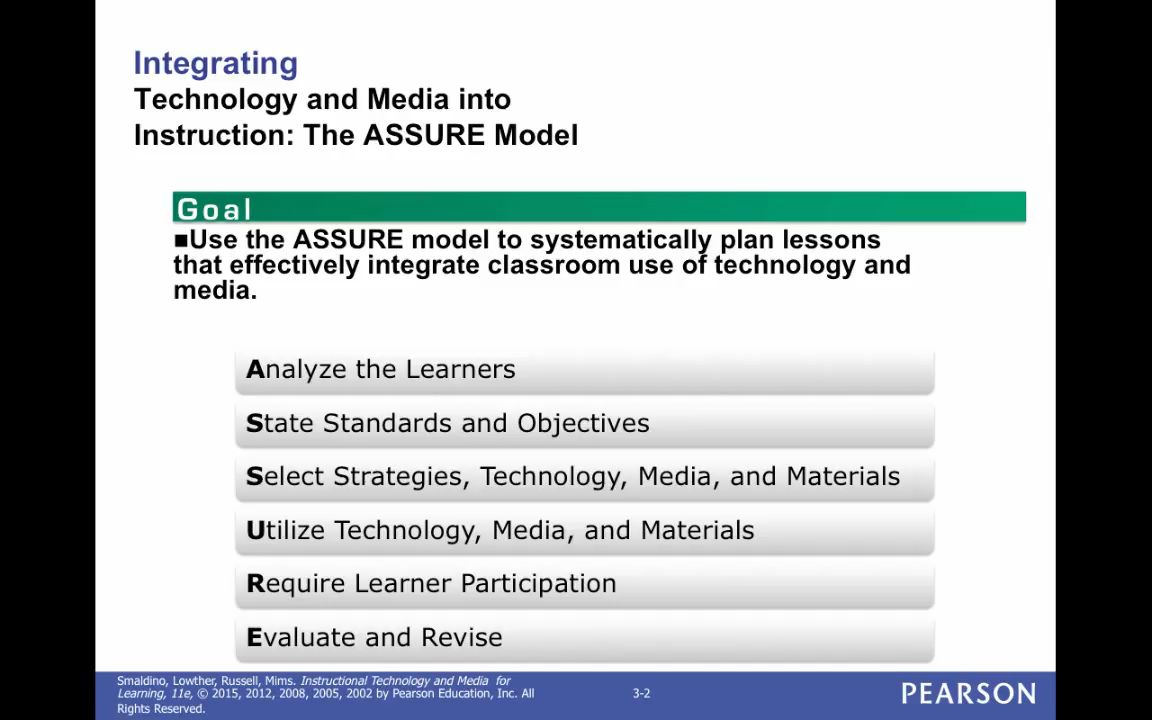 Integrating
Technology and Media into
Instruction: The ASSURE Model
Goal
■Use the ASSURE model to systematically plan lessons
that effectively integrate classroom use of technology and
media.
Analyze the Learners
State Standards and Objectives
Select Strategies, Technology, Media, and Materials
Utilize Technology, Media, and Materials
Require Learner Participation
Evaluate and Revise
Smaldino, Lowther, Russell, Mims. Instructional Technology and Media for
Learning, 11e, © 2015, 2012, 2008, 2005, 2002 by Pearson Education, Inc. All
Rights Reserved.
3-2
PEARSON